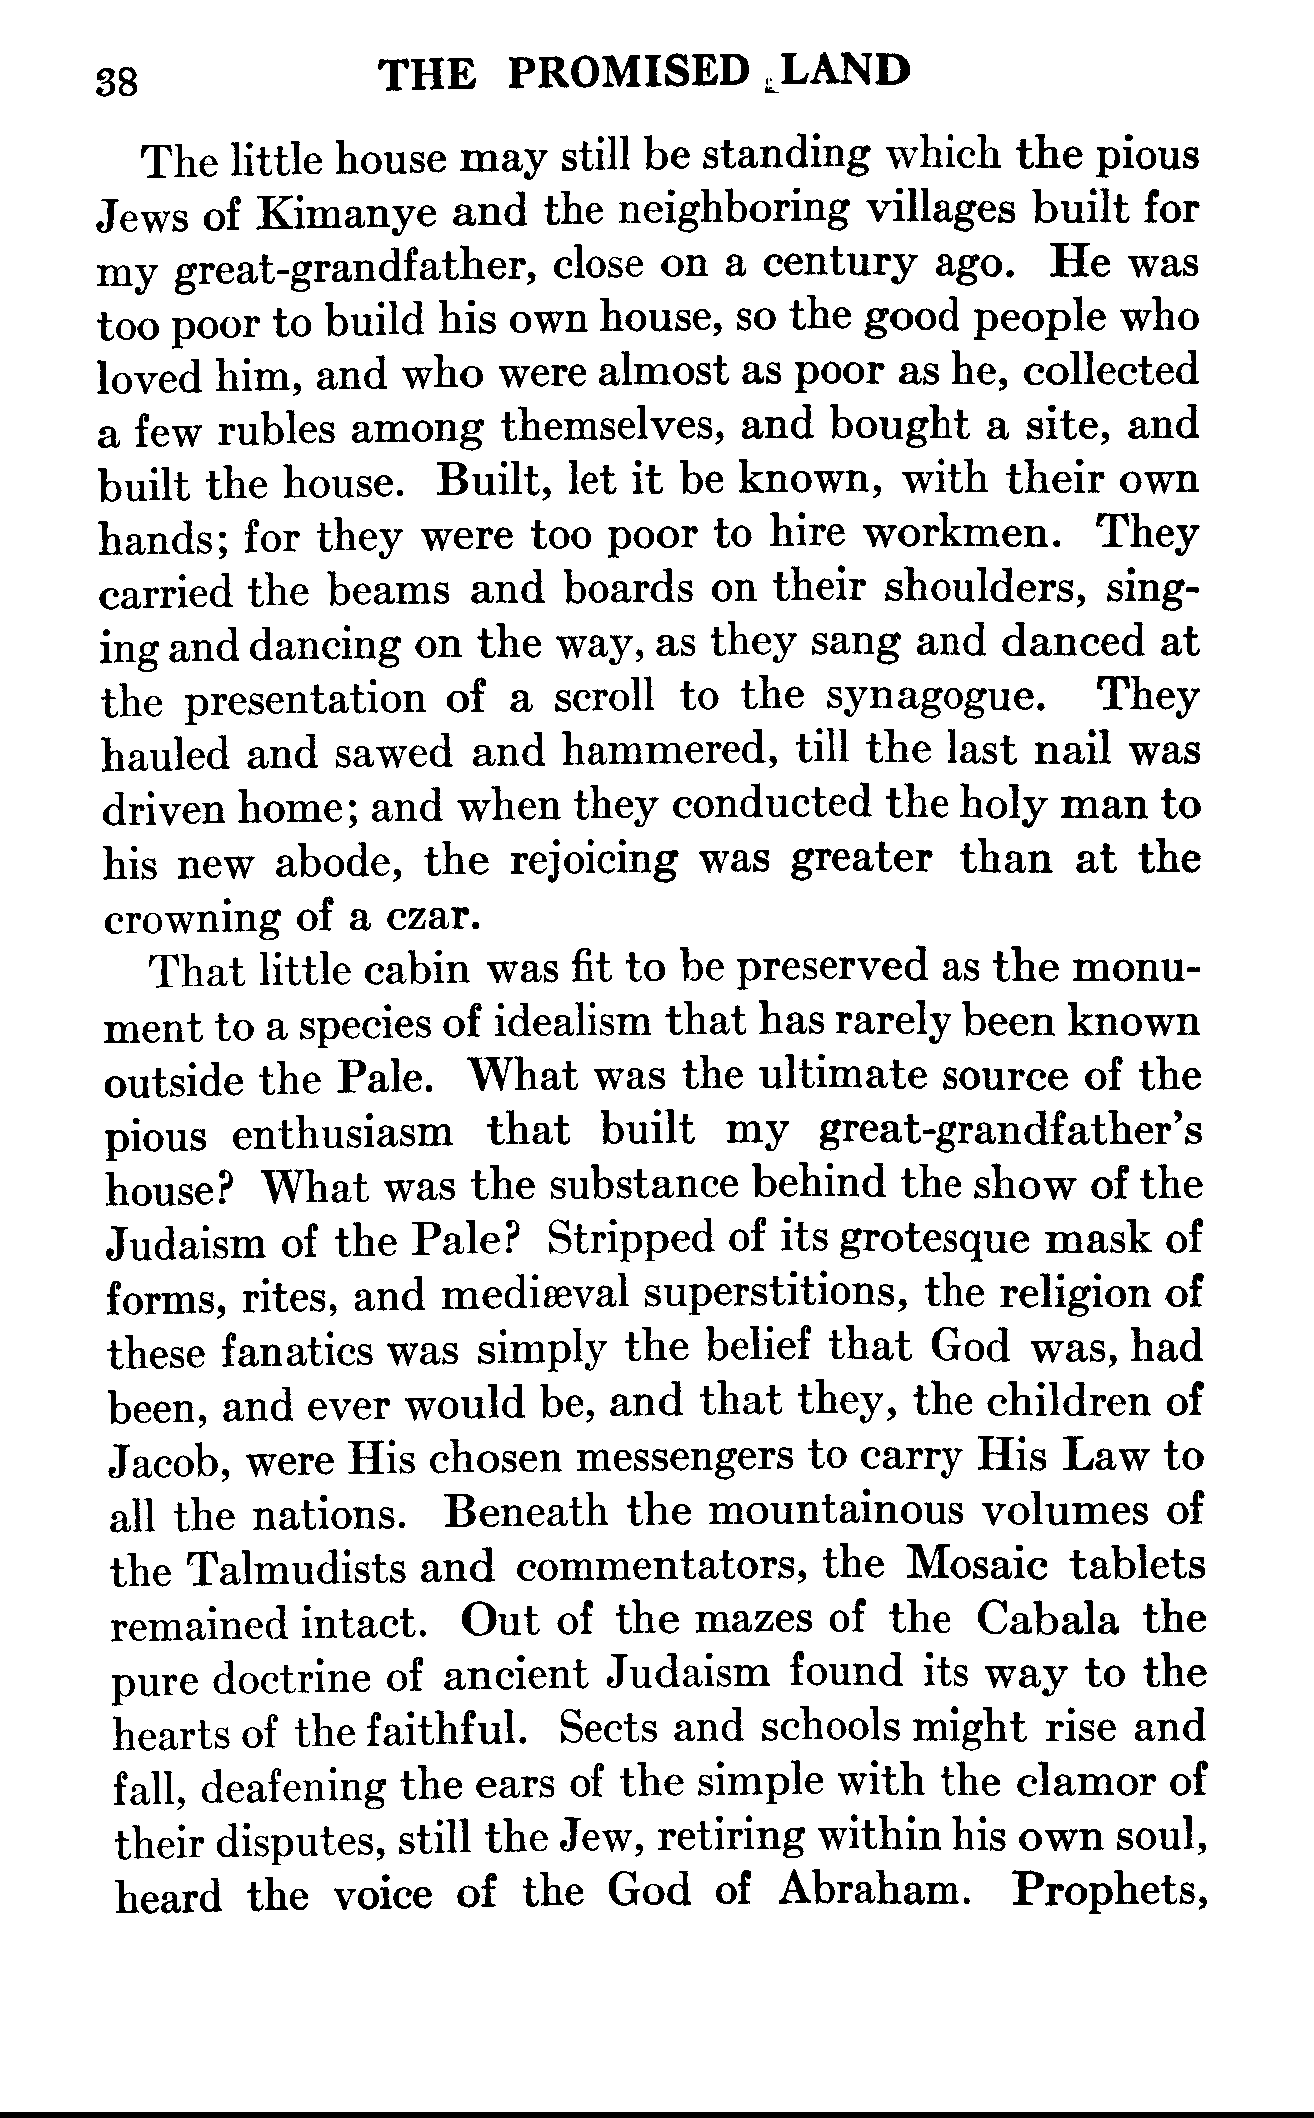 38 THE PROMISED LAND
The little house may still be standing which the pious
Jews of Kimanye and the neighboring villages built for
my great-grandfather, close on a century ago. He was
too poor to build his own house, so the good people who
loved him, and who were almost as poor as he, collected
a few rubles among themselves, and bought a site, and
built the house. Built, let it be known, with their own
hands; for they were too poor to hire workmen. They
carried the beams and boards on their shoulders, sing-
ing and dancing on the way, as they sang and danced at
the presentation of a scroll to the synagogue. They
hauled and sawed and hammered, till the last nail was
driven home; and when they conducted the holy man to
his new abode, the rejoicing was greater than at the
crowning of a czar.
That little cabin was fit to be preserved as the monu-
ment to a species of idealism that has rarely been known
outside the Pale. What was the ultimate source of the
pious enthusiasm that built my great-grandfather's
house? What was the substance behind the show of the
Judaism of the Pale? Stripped of its grotesque mask of
forms, rites, and mediæval superstitions, the religion of
these fanatics was simply the belief that God was, had
been, and ever would be, and that they, the children of
Jacob, were His chosen messengers to carry His Law to
all the nations. Beneath the mountainous volumes of
the Talmudists and commentators, the Mosaic tablets
remained intact. Out of the mazes of the Cabala the
pure doctrine of ancient Judaism found its way to the
hearts of the faithful. Sects and schools might rise and
fall, deafening the ears of the simple with the clamor of
their disputes, still the Jew, retiring within his own soul,
heard the voice of the God of Abraham. Prophets,